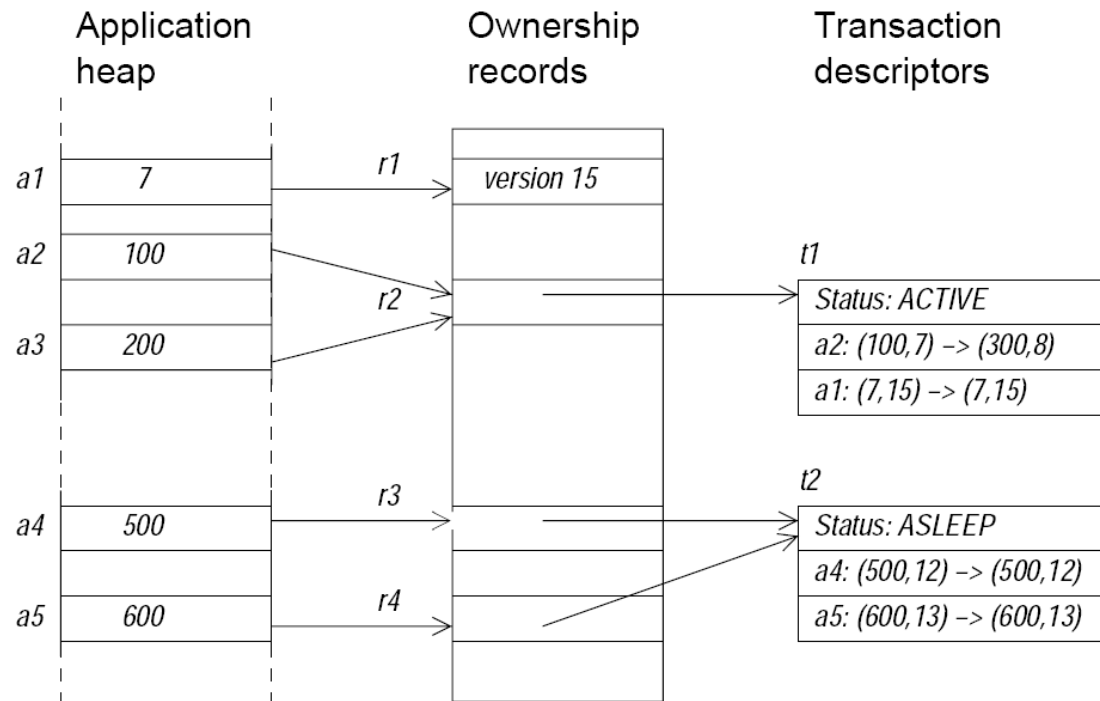 Application
heap
Ownership
records
Transaction
descriptors
a1 7 r1 version 15
a2 100
r2
a3 200
t1
Status: ACTIVE
a2: (100,7) –> (300,8)
a1: (7,15) –> (7,15)
a4 500 r3
a5 600 r4
t2
Status: ASLEEP
a4: (500,12) –> (500,12)
a5: (600,13) –> (600,13)